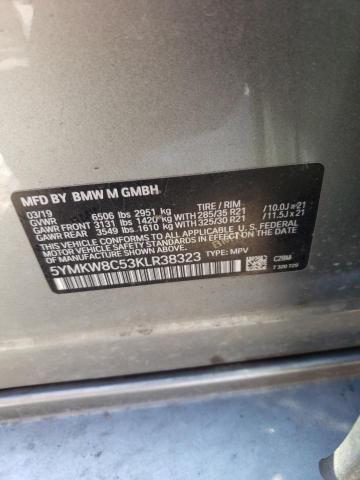 MFD BY BMW M GMBH
03/19 TIRE / RIM
GVWR 6506 lbs 2951 kg
GAWR FRONT 3131 lbs 1420 kg 285/35 R21 /10.0J x 21
GAWR REAR 3549 lbs 1610 kg 325/30 R21 /11.5J x 21
THIS VEHICLE CONFORMS TO ALL APPLICABLE U.S. FEDERAL
MOTOR VEHICLE SAFETY STANDARDS IN EFFECT ON THE
DATE OF MANUFACTURE SHOWN ABOVE.
5YMKW8C53KLR38323 TYPE: MPV